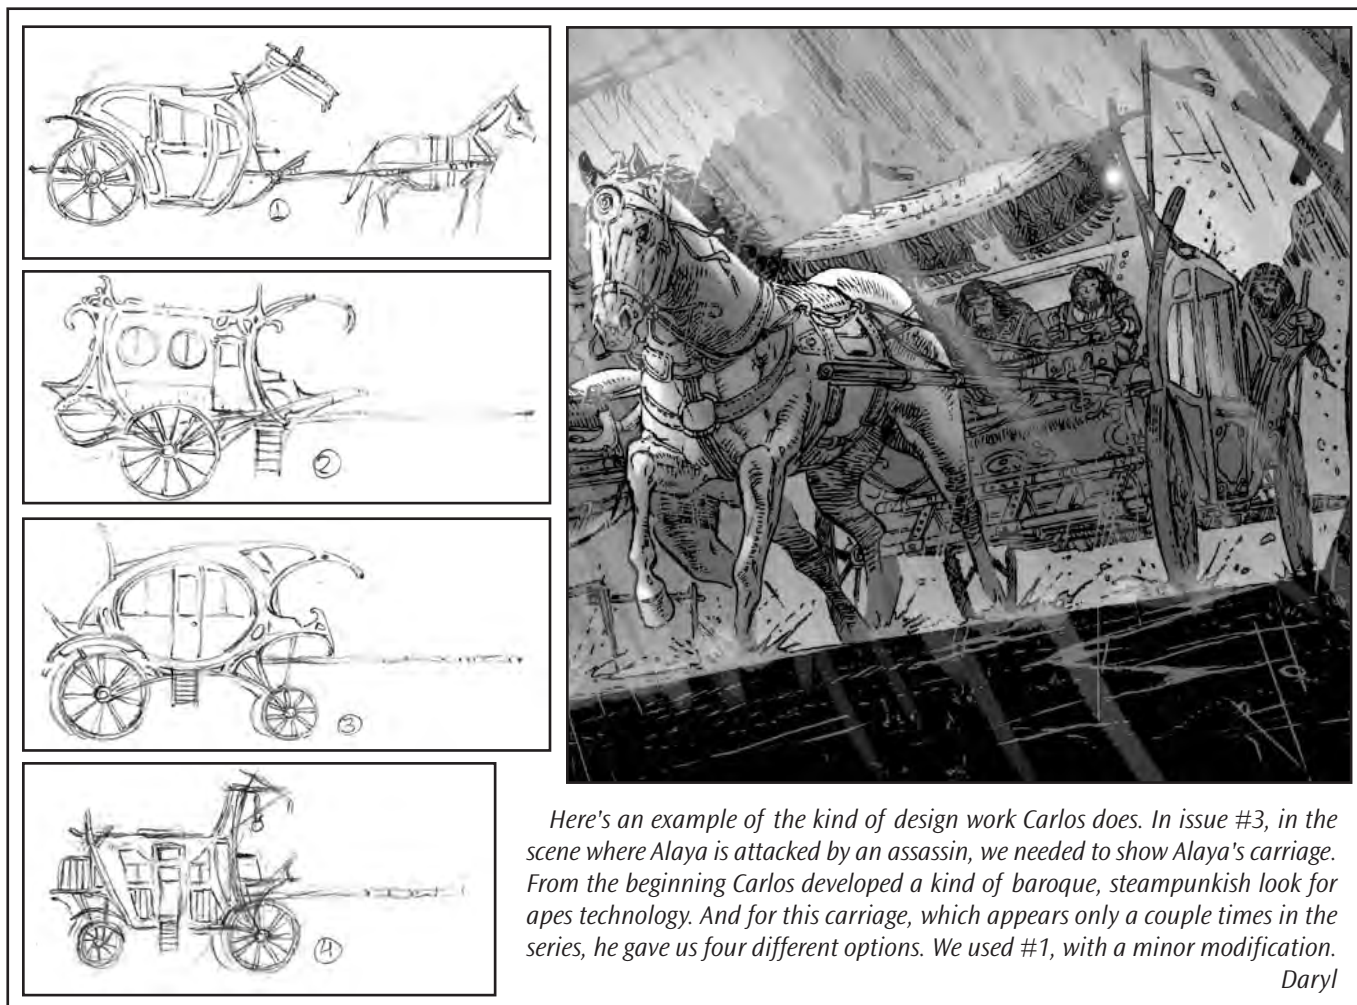 1
2
3
4
Here's an example of the kind of design work Carlos does. In issue #3, in the
scene where Alaya is attacked by an assassin, we needed to show Alaya's carriage.
From the beginning Carlos developed a kind of baroque, steampunkish look for
apes technology. And for this carriage, which appears only a couple times in the
series, he gave us four different options. We used #1, with a minor modification.
Daryl